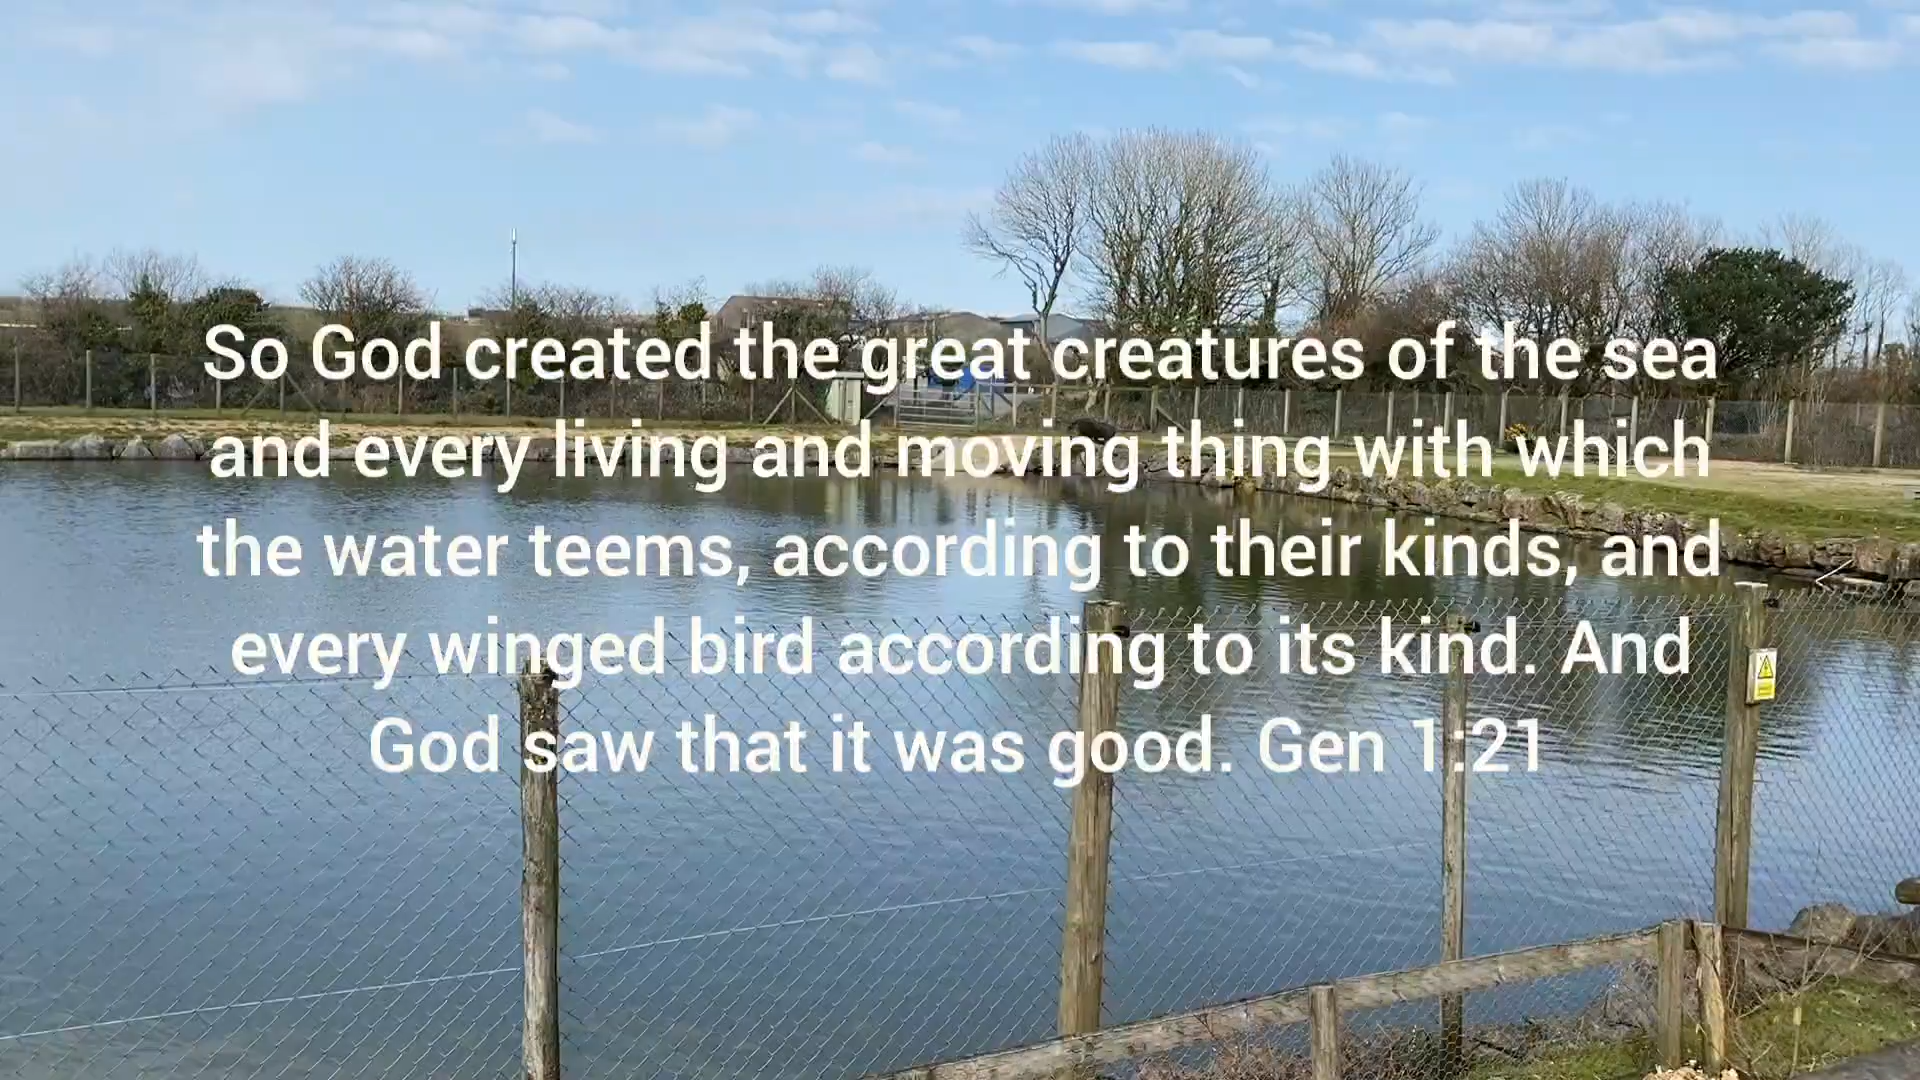 So God created the great creatures of the sea
and every living and moving thing with which
the water teems, according to their kinds, and
every winged bird according to its kind. And
God saw that it was good. Gen 1:21